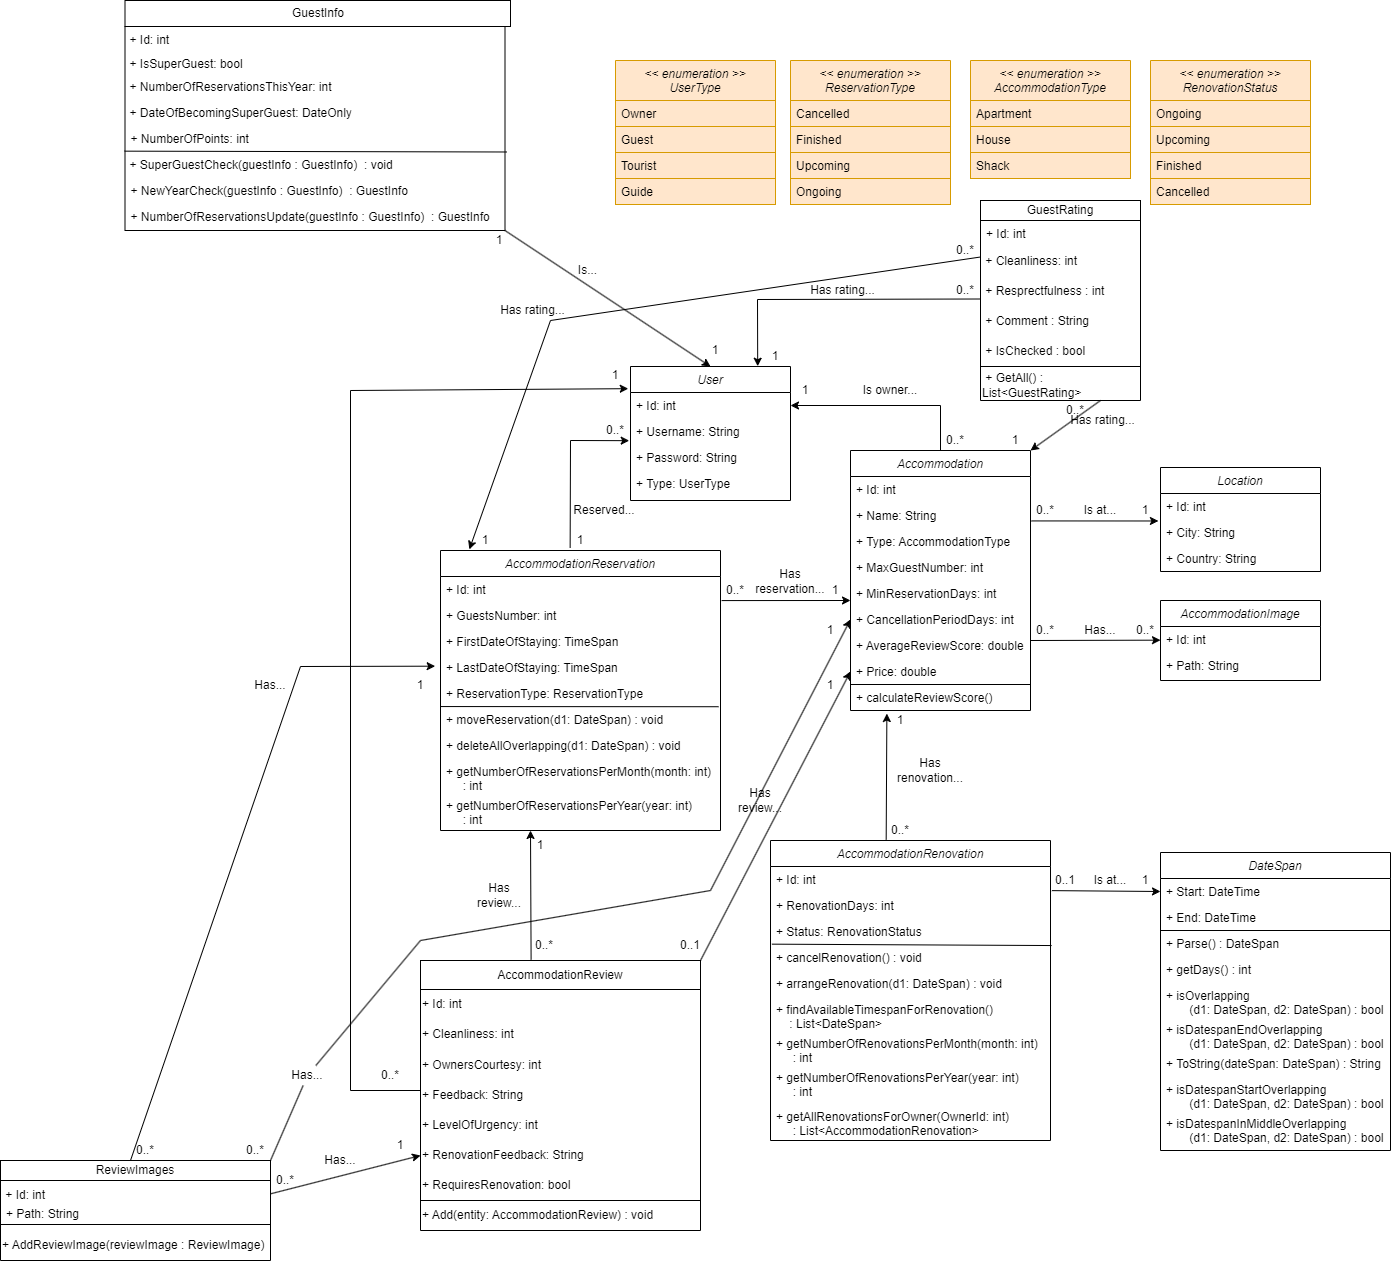 GuestInfo
+ Id: int
+ IsSuperGuest: bool
+ NumberOfReservationsThisYear: int
+ DateOfBecomingSuperGuest: DateOnly
+ NumberOfPoints: int
+ SuperGuestCheck(guestInfo : GuestInfo)  : void
+ NewYearCheck(guestInfo : GuestInfo)  : GuestInfo
+ NumberOfReservationsUpdate(guestInfo : GuestInfo)  : GuestInfo
<< enumeration >>
UserType
Owner
Guest
Tourist
Guide
<< enumeration >>
ReservationType
Cancelled
Finished
Upcoming
Ongoing
<< enumeration >>
AccommodationType
Apartment
House
Shack
<< enumeration >>
RenovationStatus
Ongoing
Upcoming
Finished
Cancelled
GuestRating
+ Id: int
+ Cleanliness: int
+ Resprectfulness : int
+ Comment : String
+ IsChecked : bool
+ GetAll() :
List<GuestRating>
1
Is...
1
0..*
Has rating...
1
0..*
Has rating...
1
0..*
Has rating...
1
User
+ Id: int
+ Username: String
+ Password: String
+ Type: UserType
1
0..*
Reserved...
1
1
Is owner...
0..*
Accommodation
+ Id: int
+ Name: String
+ Type: AccommodationType
+ MaxGuestNumber: int
+ MinReservationDays: int
+ CancellationPeriodDays: int
+ AverageReviewScore: double
+ Price: double
+ calculateReviewScore()
0..*
Is at...
1
Location
+ Id: int
+ City: String
+ Country: String
0..*
Has...
0..*
AccommodationImage
+ Id: int
+ Path: String
AccommodationReservation
+ Id: int
+ GuestsNumber: int
+ FirstDateOfStaying: TimeSpan
+ LastDateOfStaying: TimeSpan
+ ReservationType: ReservationType
+ moveReservation(d1: DateSpan) : void
+ deleteAllOverlapping(d1: DateSpan) : void
+ getNumberOfReservationsPerMonth(month: int)
: int
+ getNumberOfReservationsPerYear(year: int)
: int
0..*
Has
reservation...
1
1
1
Has...
1
1
Has
renovation...
0..*
Has
review...
1
Has
review...
0..*
0..1
AccommodationRenovation
+ Id: int
+ RenovationDays: int
+ Status: RenovationStatus
+ cancelRenovation() : void
+ arrangeRenovation(d1: DateSpan) : void
+ findAvailableTimespanForRenovation()
: List<DateSpan>
+ getNumberOfRenovationsPerMonth(month: int)
: int
+ getNumberOfRenovationsPerYear(year: int)
: int
+ getAllRenovationsForOwner(OwnerId: int)
: List<AccommodationRenovation>
0..1
Is at...
1
DateSpan
+ Start: DateTime
+ End: DateTime
+ Parse() : DateSpan
+ getDays() : int
+ isOverlapping
(d1: DateSpan, d2: DateSpan) : bool
+ isDatespanEndOverlapping
(d1: DateSpan, d2: DateSpan) : bool
+ ToString(dateSpan: DateSpan) : String
+ isDatespanStartOverlapping
(d1: DateSpan, d2: DateSpan) : bool
+ isDatespanInMiddleOverlapping
(d1: DateSpan, d2: DateSpan) : bool
AccommodationReview
+ Id: int
+ Cleanliness: int
+ OwnersCourtesy: int
+ Feedback: String
+ LevelOfUrgency: int
+ RenovationFeedback: String
+ RequiresRenovation: bool
+ Add(entity: AccommodationReview) : void
0..*
Has...
0..*
0..*
ReviewImages
+ Id: int
+ Path: String
+ AddReviewImage(reviewImage : ReviewImage)
0..*
Has...
1